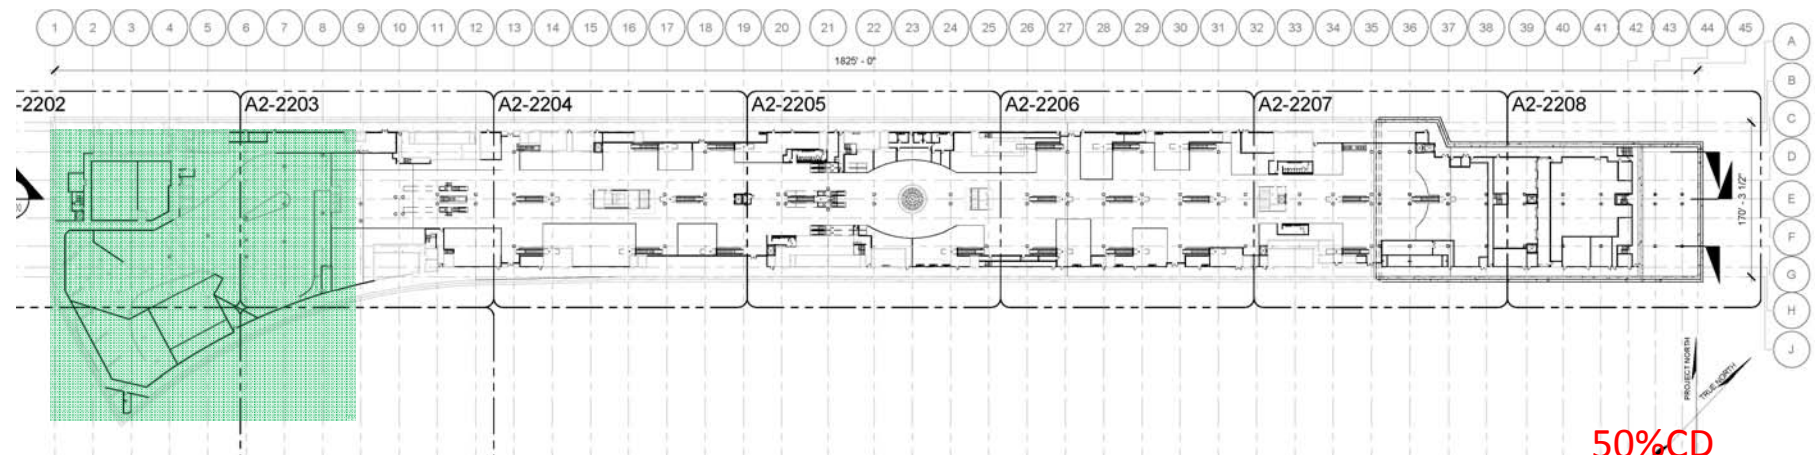 1 2 3 4 5 6 7 8 9 10 11 12 13 14 15 16 17 18 19 20 21 22 23 24 25 26 27 28 29 30 31 32 33 34 35 36 37 38 39 40 41 42 43 44 45
A
1825' - 0"
B
-2202 A2-2203 A2-2204 A2-2205 A2-2206 A2-2207 A2-2208
C
D
E
170' - 3 1/2"
F
G
H
J
PROJECT NORTH
TRUE NORTH
50%CD